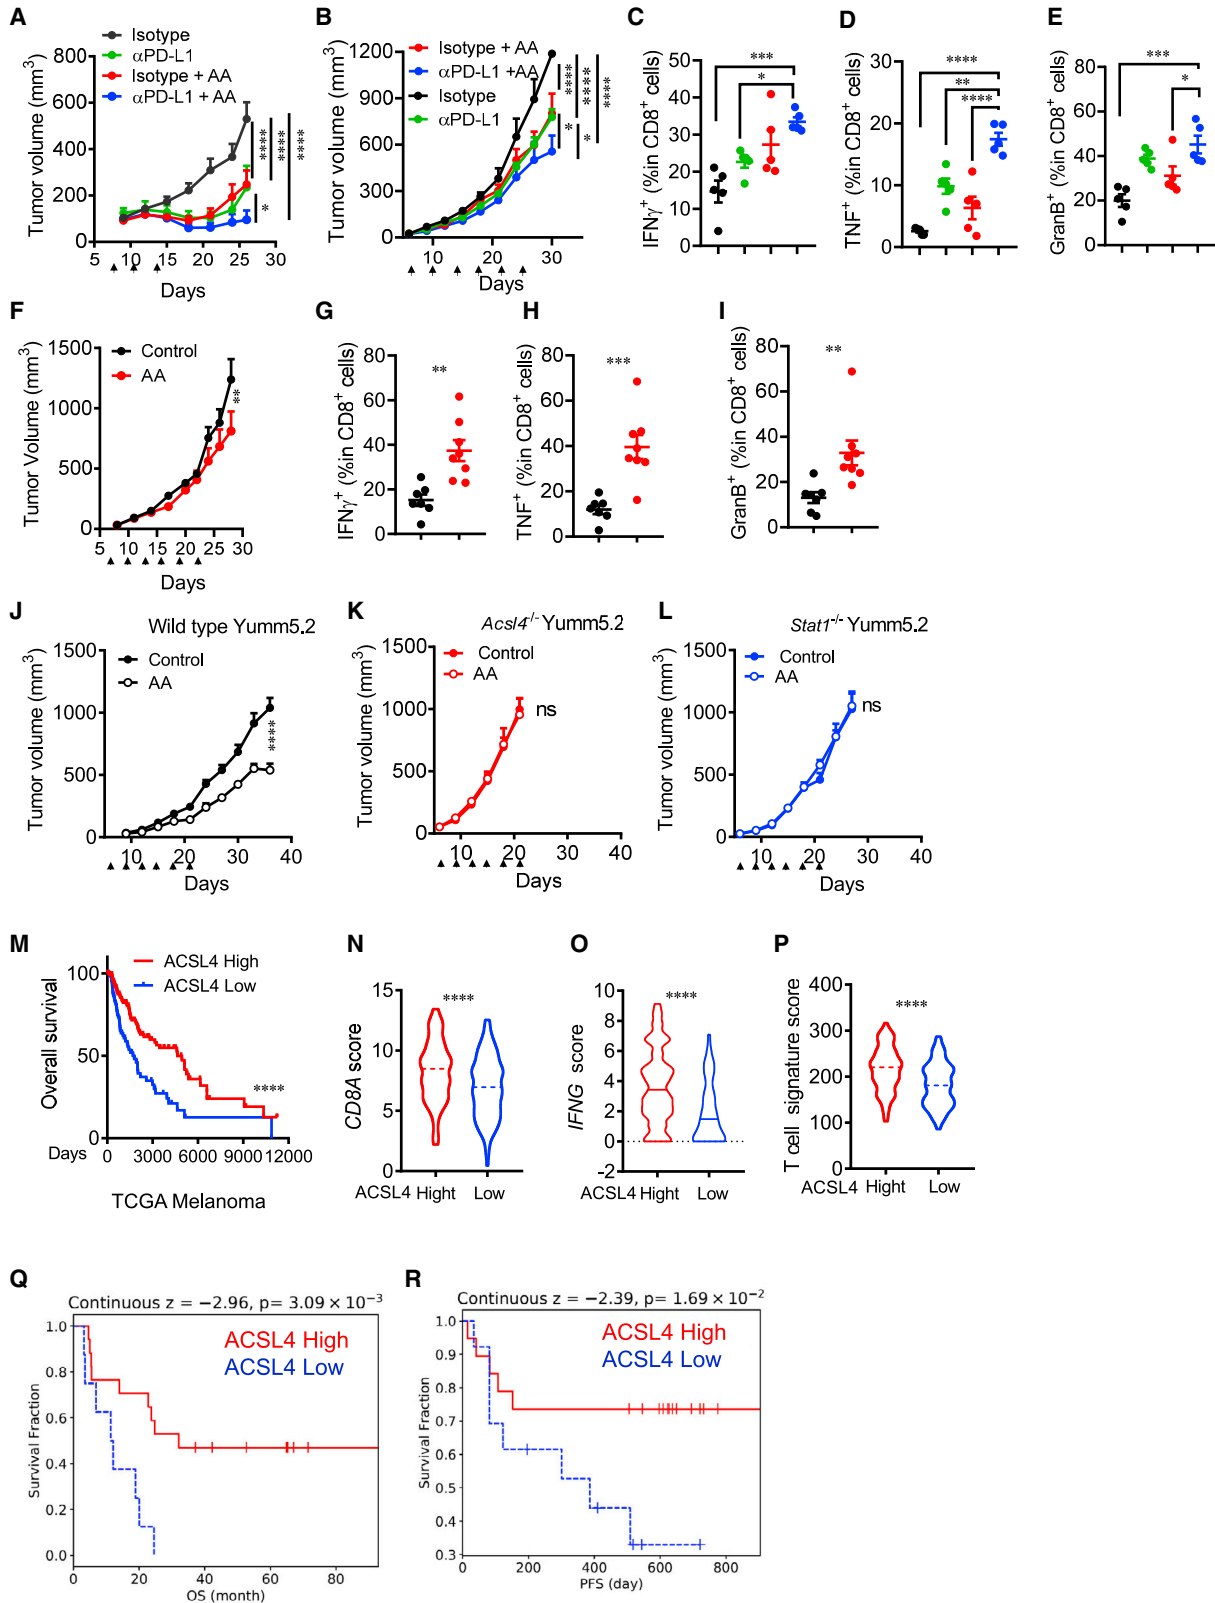 A
Isotype
αPD-L1
Isotype + AA
αPD-L1 + AA
Tumor volume (mm³)
800
600
400
200
0
5 10 15 20 25 30
Days
****
****
****
*
B
Isotype + AA
αPD-L1 +AA
Isotype
αPD-L1
Tumor volume (mm³)
1200
900
600
300
0
10 20 30
Days
****
****
****
*
*
C
IFNγ⁺ (%in CD8⁺ cells)
50
40
30
20
10
0
***
*
D
TNF⁺ (%in CD8⁺ cells)
30
20
10
0
****
**
****
E
GranB⁺ (%in CD8⁺ cells)
80
60
40
20
0
***
*
F
Control
AA
Tumor Volume (mm³)
1500
1000
500
0
5 10 15 20 25 30
Days
**
G
IFNγ⁺ (%in CD8⁺ cells)
80
60
40
20
0
**
H
TNF⁺ (%in CD8⁺ cells)
80
60
40
20
0
***
I
GranB⁺ (%in CD8⁺ cells)
80
60
40
20
0
**
J
Wild type Yumm5.2
Control
AA
Tumor volume (mm³)
1500
1000
500
0
10 20 30 40
Days
****
K
Acsl4⁻/⁻ Yumm5.2
Control
AA
Tumor volume (mm³)
1500
1000
500
0
10 20 30 40
Days
ns
L
Stat1⁻/⁻ Yumm5.2
Control
AA
Tumor volume (mm³)
1500
1000
500
0
10 20 30 40
Days
ns
M
ACSL4 High
ACSL4 Low
Overall survival
100
50
0
****
Days 0 3000 6000 9000 12000
TCGA Melanoma
N
CD8A score
15
10
5
0
****
ACSL4 High Low
O
IFNG score
10
8
6
4
2
0
-2
****
ACSL4 Hight Low
P
T cell signature score
400
300
200
100
0
****
ACSL4 Hight Low
Q
Continuous z = −2.96, p= 3.09 × 10⁻³
ACSL4 High
ACSL4 Low
Survival Fraction
1.0
0.8
0.6
0.4
0.2
0.0
0 20 40 60 80
OS (month)
R
Continuous z = −2.39, p= 1.69 × 10⁻²
ACSL4 High
ACSL4 Low
Survival Fraction
1.0
0.9
0.8
0.7
0.6
0.5
0.4
0.3
0 200 400 600 800
PFS (day)